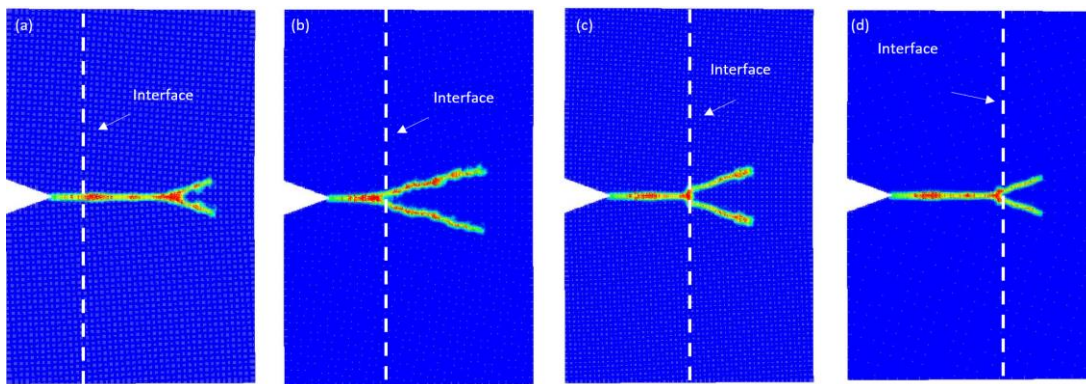 (a)
Interface
(b)
Interface
(c)
Interface
(d)
Interface